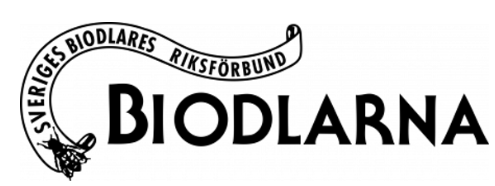 SVERIGES BIODLARES RIKSFÖRBUND
BIODLARNA